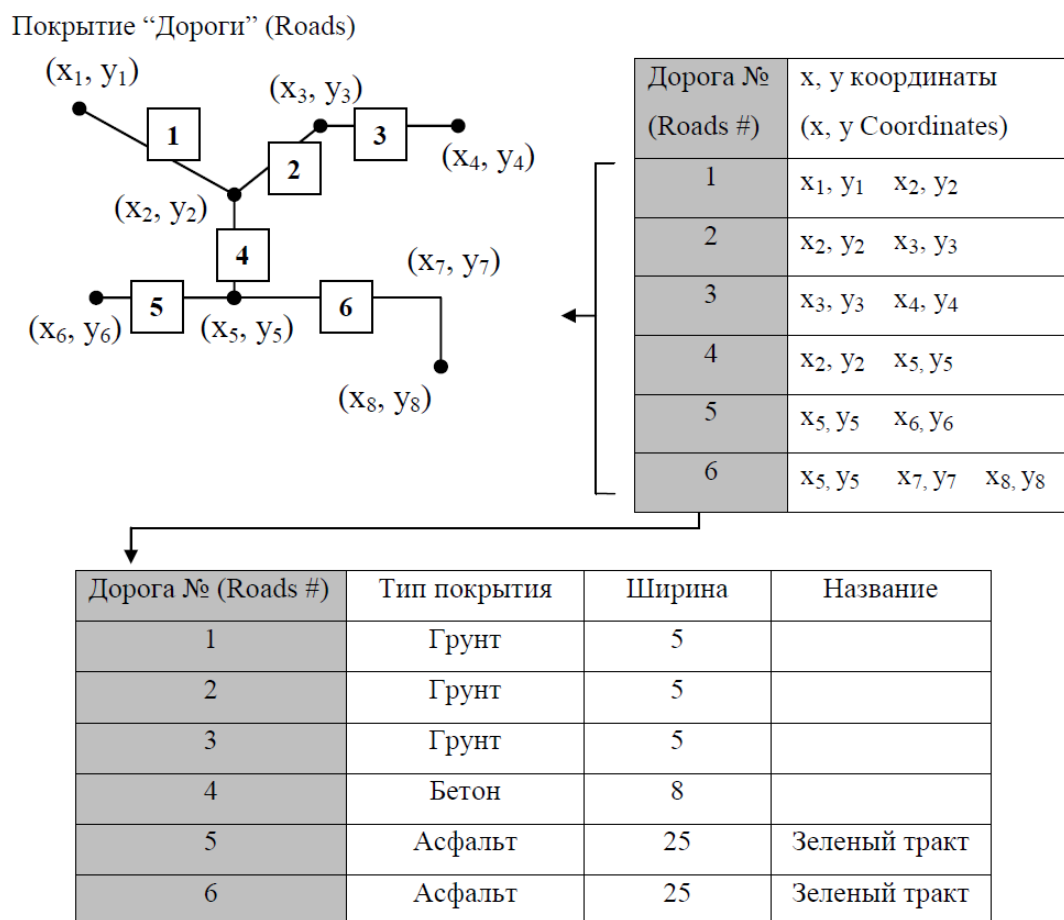 Покрытие “Дороги” (Roads)
(x₁, y₁)
(x₃, y₃)
1
3
2
(x₄, y₄)
(x₂, y₂)
4
(x₇, y₇)
5
6
(x₆, y₆)
(x₅, y₅)
(x₈, y₈)
Дорога № x, y координаты
(Roads #) (x, y Coordinates)
1 x₁, y₁ x₂, y₂
2 x₂, y₂ x₃, y₃
3 x₃, y₃ x₄, y₄
4 x₂, y₂ x₅, y₅
5 x₅, y₅ x₆, y₆
6 x₅, y₅ x₇, y₇ x₈, y₈
Дорога № (Roads #) Тип покрытия Ширина Название
1 Грунт 5
2 Грунт 5
3 Грунт 5
4 Бетон 8
5 Асфальт 25 Зеленый тракт
6 Асфальт 25 Зеленый тракт